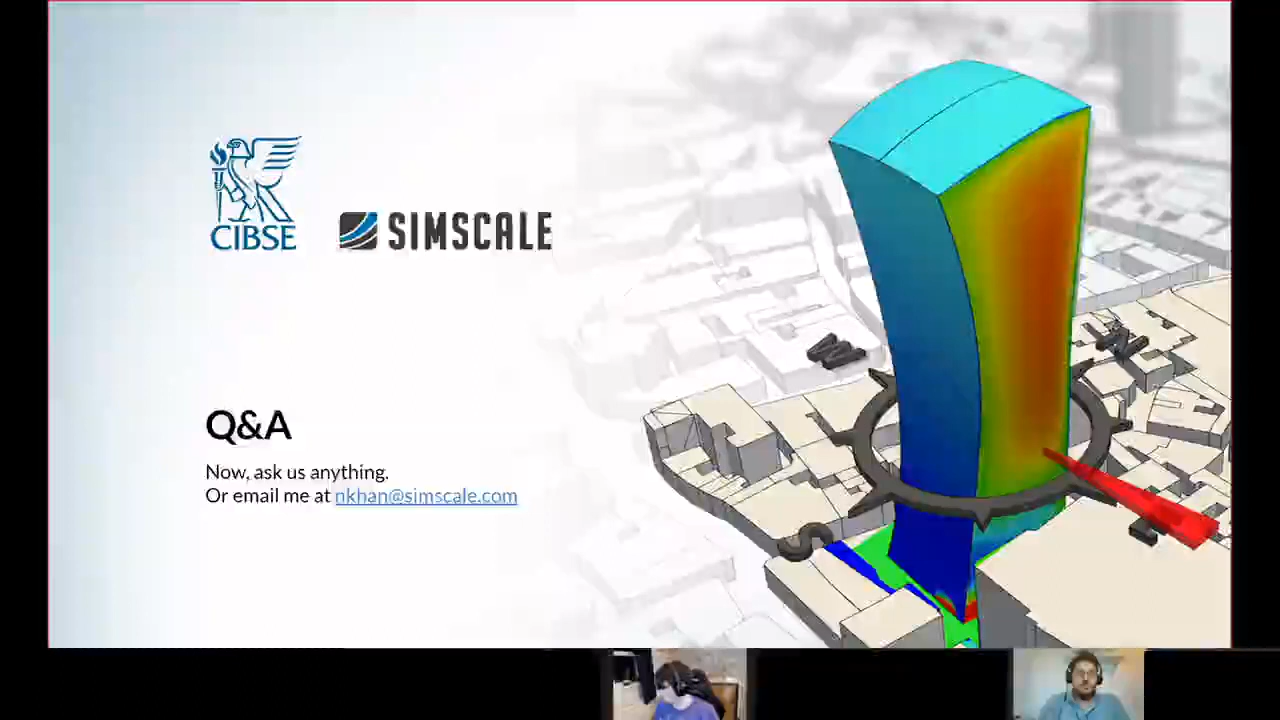 CIBSE
SIMSCALE
Q&A
Now, ask us anything.
Or email me at nkhan@simscale.com
W
N
S